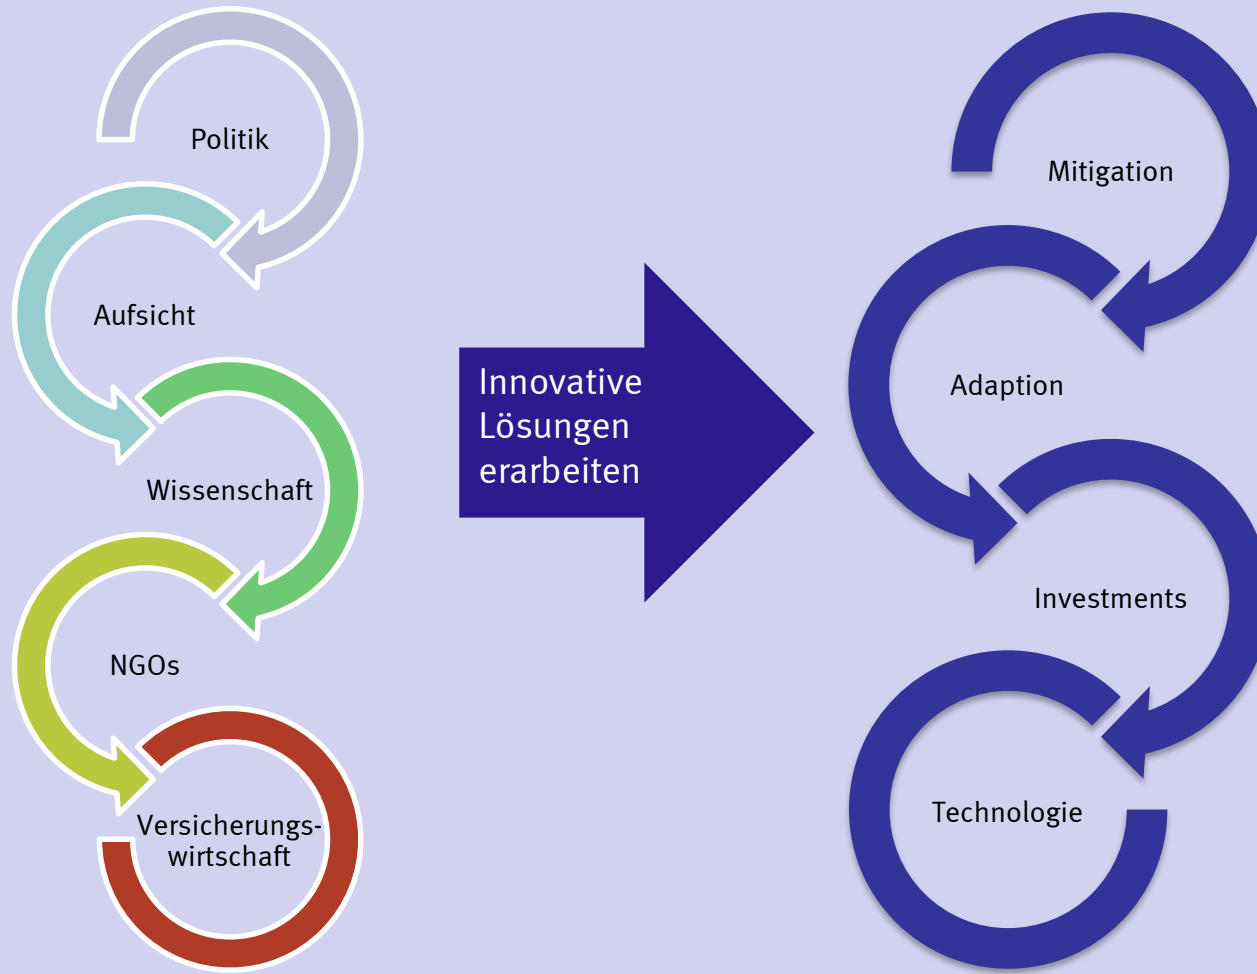 Politik
Aufsicht
Wissenschaft
NGOs
Versicherungs-
wirtschaft
Innovative
Lösungen
erarbeiten
Mitigation
Adaption
Investments
Technologie